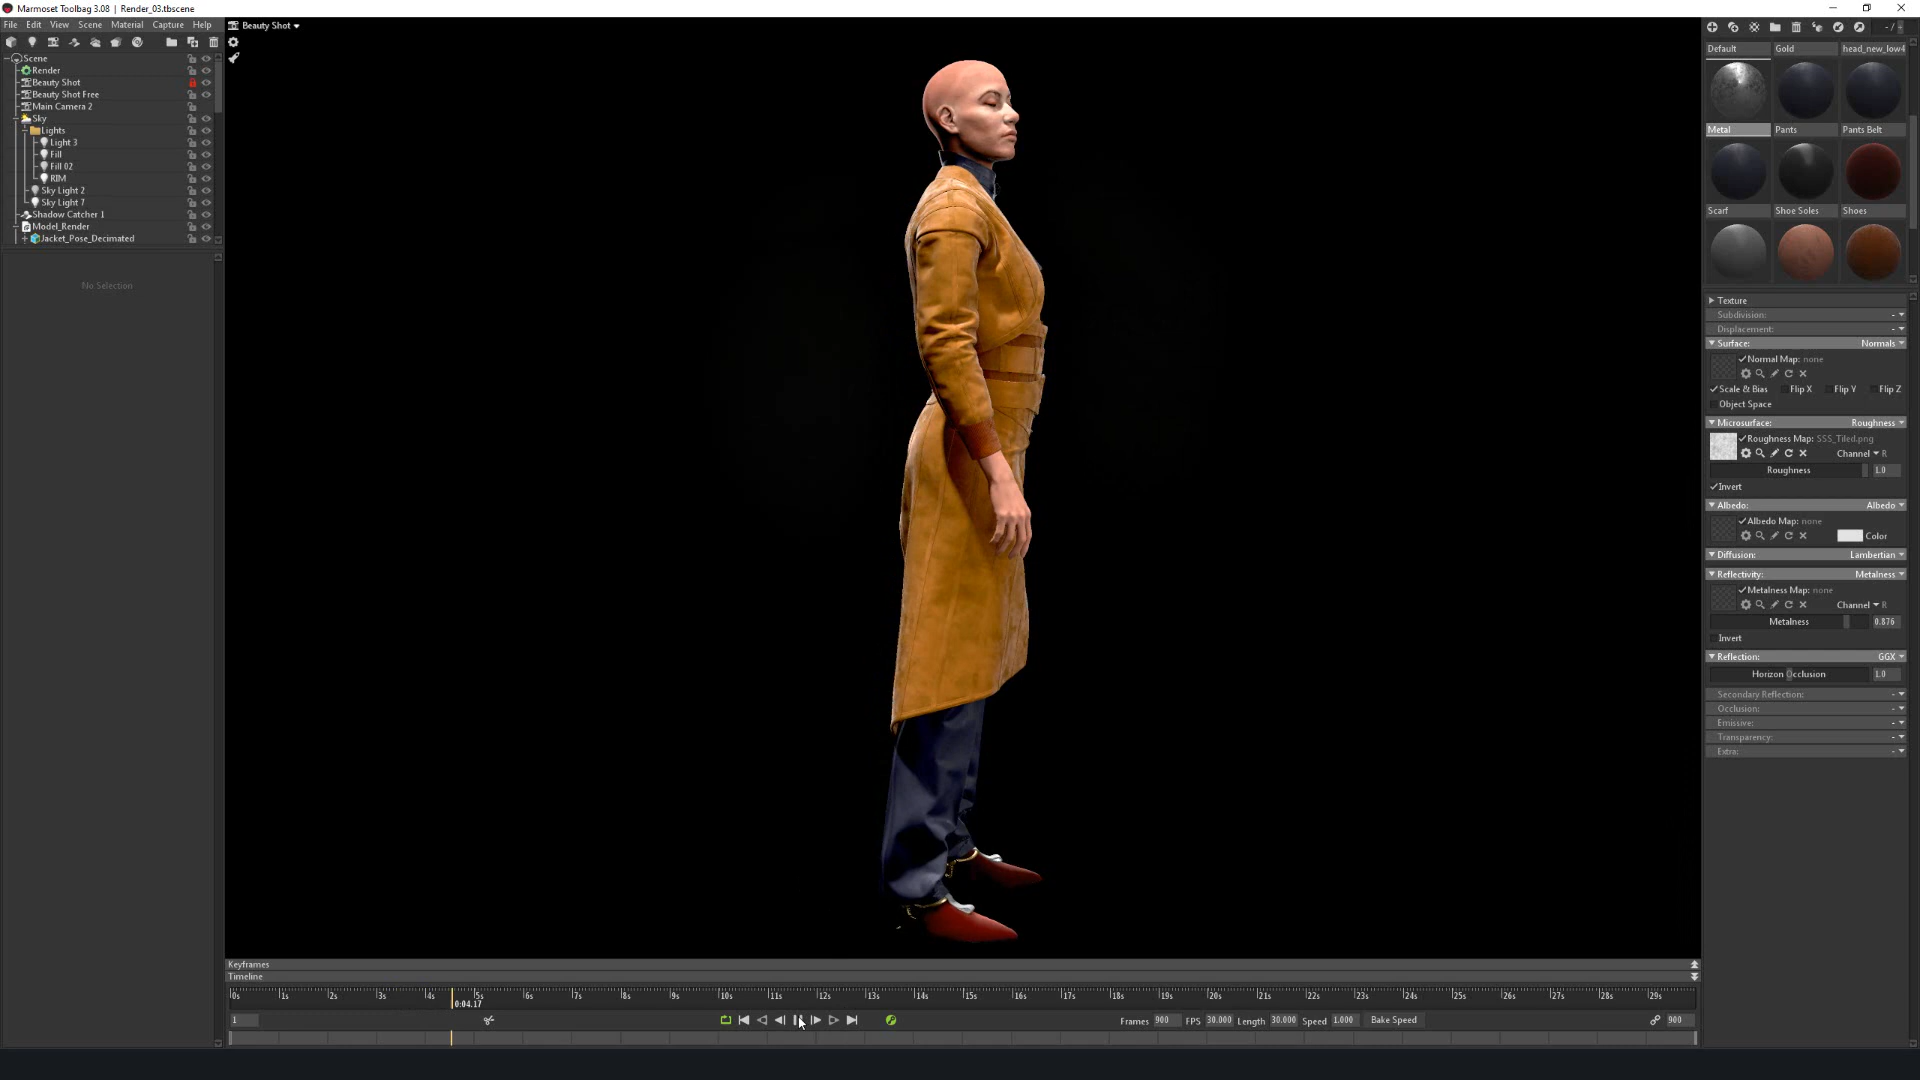 Marmoset Toolbag 3.08 | Render_03.tbscene
File Edit View Scene Material Capture Help
Beauty Shot
Scene
Render
Beauty Shot
Beauty Shot Free
Main Camera 2
Sky
Lights
Light 3
Fill
Fill 02
RIM
Sky Light 2
Sky Light 7
Shadow Catcher 1
Model_Render
Jacket_Pose_Decimated
No Selection
Default Gold head_new_low4
Metal Pants Pants Belt
Scarf Shoe Soles Shoes
Texture
Subdivision: -
Displacement: -
Surface: Normals
Normal Map: none
Scale & Bias Flip X Flip Y Flip Z
Object Space
Microsurface: Roughness
Roughness Map: SSS_Tiled.png
Channel R
Roughness 1.0
Invert
Albedo: Albedo
Albedo Map: none
Color
Diffusion: Lambertian
Reflectivity: Metalness
Metalness Map: none
Channel R
Metalness 0.876
Invert
Reflection: GGX
Horizon Occlusion 1.0
Secondary Reflection: -
Occlusion: -
Emissive: -
Transparency: -
Extra: -
Keyframes
Timeline
0s 1s 2s 3s 4s 5s 6s 7s 8s 9s 10s 11s 12s 13s 14s 15s 16s 17s 18s 19s 20s 21s 22s 23s 24s 25s 26s 27s 28s 29s
0:04.17
1 Frames 900 FPS 30.000 Length 30.000 Speed 1.000 Bake Speed 900